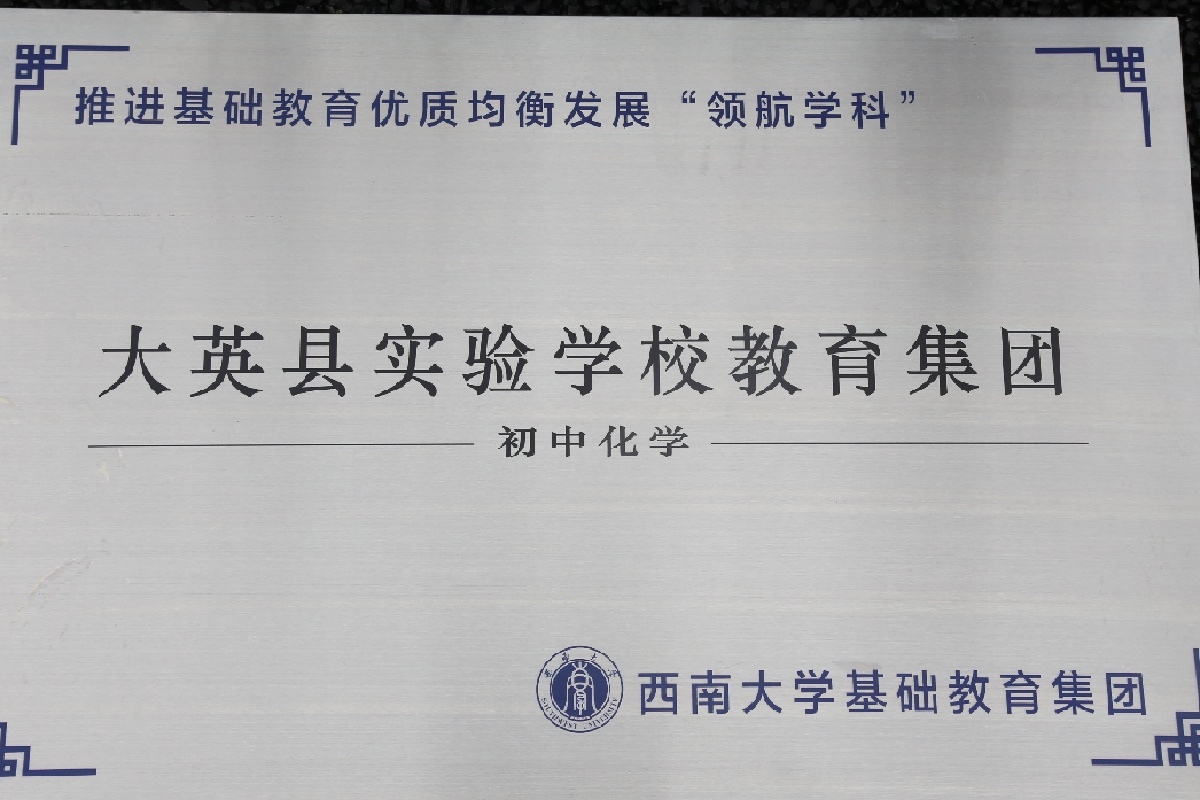 推进基础教育优质均衡发展“领航学科”
大英县实验学校教育集团
初中化学
西南大学基础教育集团